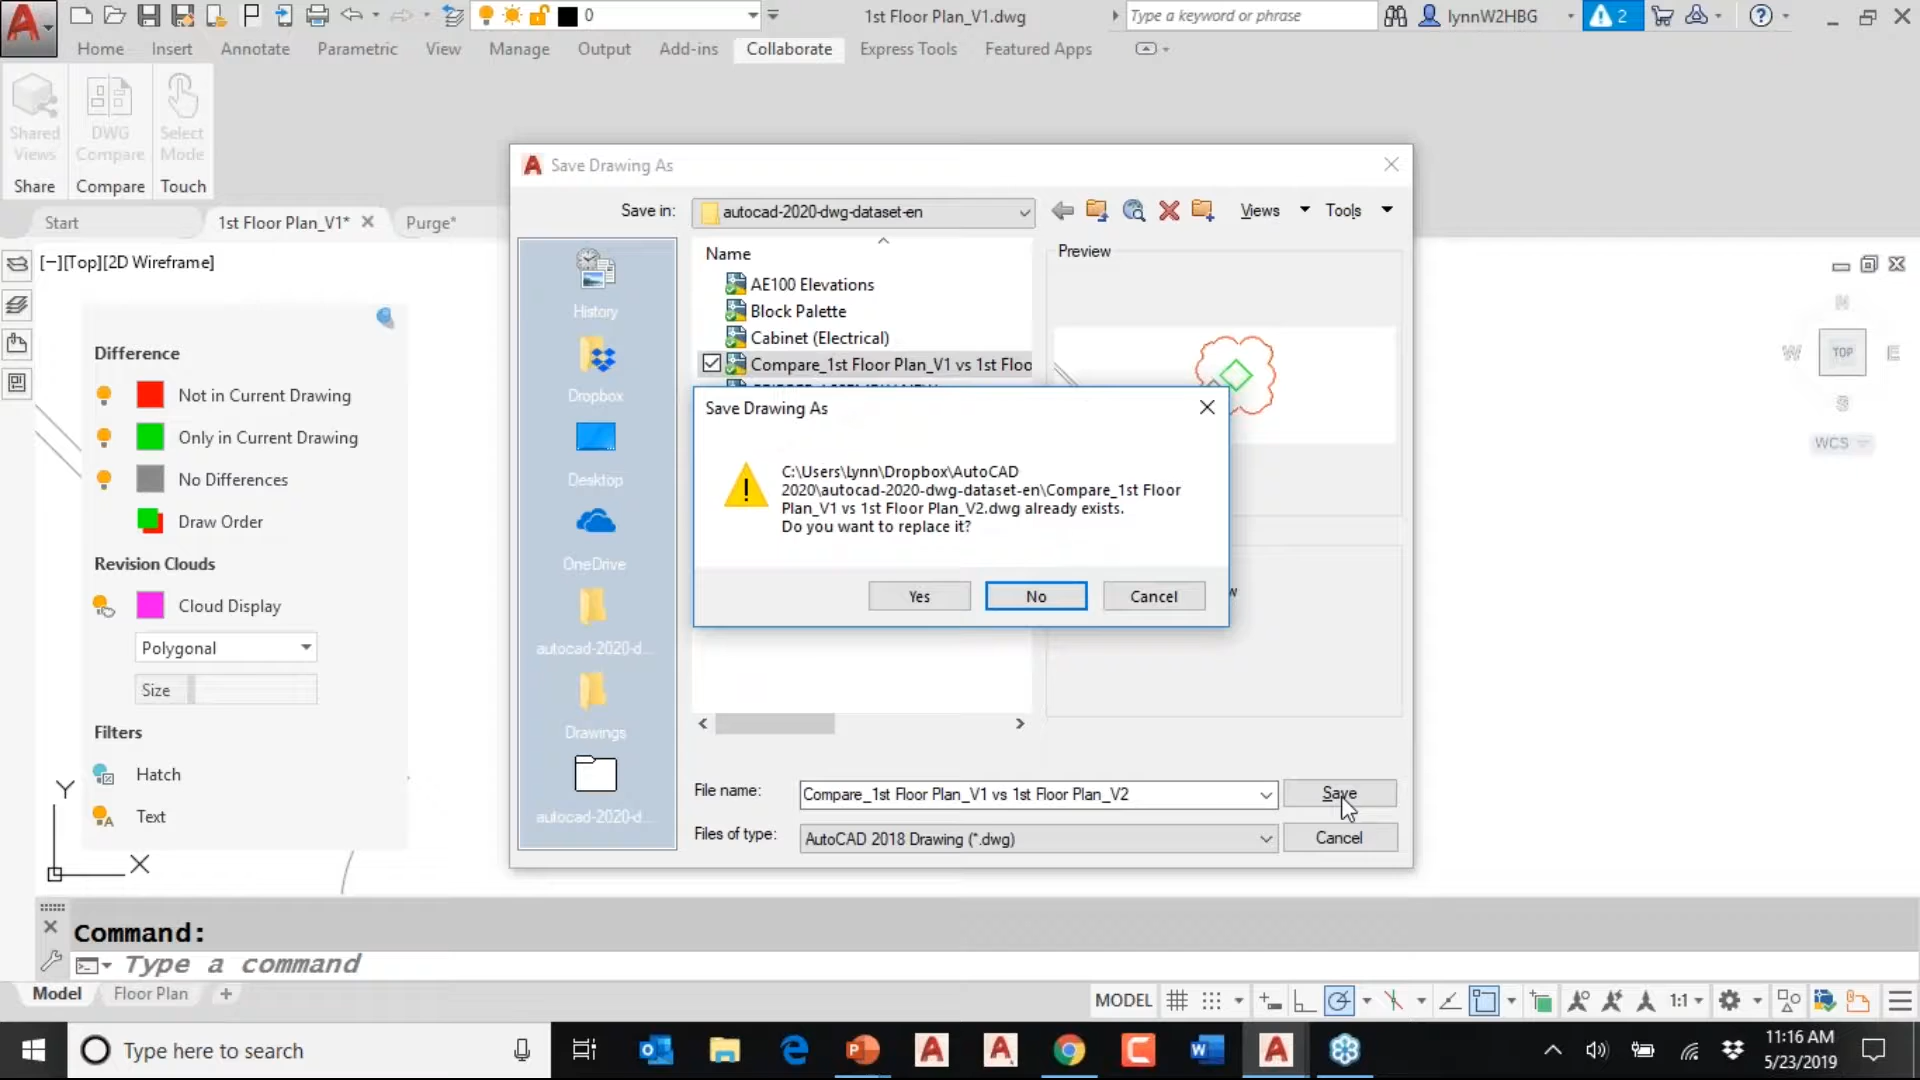 0
1st Floor Plan_V1.dwg
Type a keyword or phrase
lynnW2HBG
2
Home
Insert
Annotate
Parametric
View
Manage
Output
Add-ins
Collaborate
Express Tools
Featured Apps
Shared
Views
DWG
Compare
Select
Mode
Share
Compare
Touch
Start
1st Floor Plan_V1*
Purge*
[−][Top][2D Wireframe]
Difference
Not in Current Drawing
Only in Current Drawing
No Differences
Draw Order
Revision Clouds
Cloud Display
Polygonal
Size
Filters
Hatch
Text
Y
X
Save Drawing As
Save in:
autocad-2020-dwg-dataset-en
Views
Tools
History
Dropbox
Desktop
OneDrive
autocad-2020-d...
Drawings
autocad-2020-d...
Name
AE100 Elevations
Block Palette
Cabinet (Electrical)
Compare_1st Floor Plan_V1 vs 1st Floo
Preview
Save Drawing As
C:\Users\Lynn\Dropbox\AutoCAD
2020\autocad-2020-dwg-dataset-en\Compare_1st Floor
Plan_V1 vs 1st Floor Plan_V2.dwg already exists.
Do you want to replace it?
Yes
No
Cancel
w
File name:
Compare_1st Floor Plan_V1 vs 1st Floor Plan_V2
Save
Files of type:
AutoCAD 2018 Drawing (*.dwg)
Cancel
N
W
TOP
E
S
WCS
Command:
Type a command
Model
Floor Plan
+
MODEL
1:1
Type here to search
11:16 AM
5/23/2019